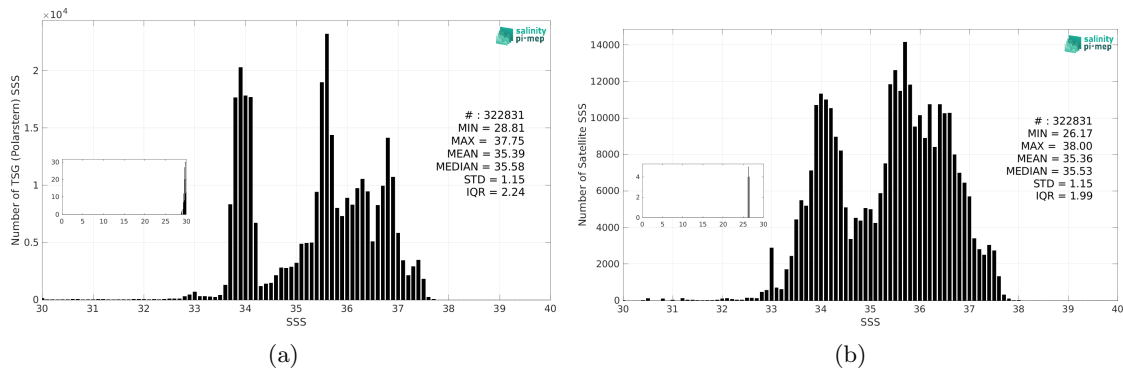 ×10⁴
salinity
pi-mep
2
1.5
1
0.5
0
Number of TSG (Polarstern) SSS
# : 322831
MIN = 28.81
MAX = 37.75
MEAN = 35.39
MEDIAN = 35.58
STD = 1.15
IQR = 2.24
30
20
10
0
0 5 10 15 20 25 30
30 31 32 33 34 35 36 37 38 39 40
SSS
(a)
salinity
pi-mep
14000
12000
10000
8000
6000
4000
2000
0
Number of Satellite SSS
# : 322831
MIN = 26.17
MAX = 38.00
MEAN = 35.36
MEDIAN = 35.53
STD = 1.15
IQR = 1.99
4
2
0
0 5 10 15 20 25 30
30 31 32 33 34 35 36 37 38 39 40
SSS
(b)